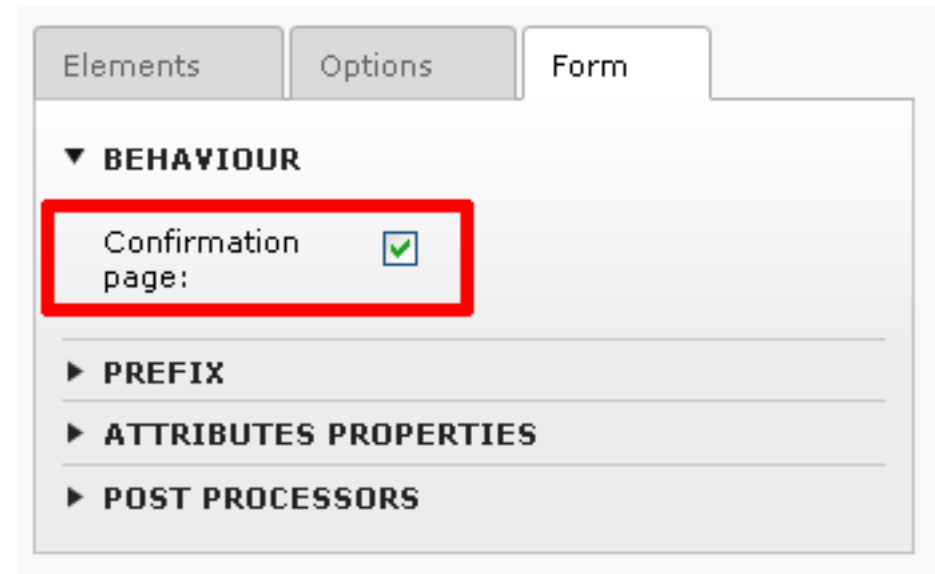 Elements Options Form
BEHAVIOUR
Confirmation
page:
PREFIX
ATTRIBUTES PROPERTIES
POST PROCESSORS